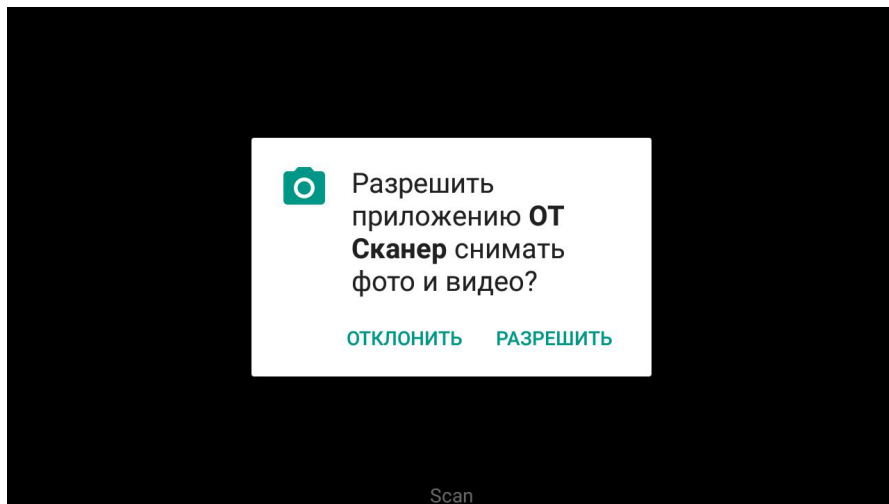 Разрешить
приложению ОТ
Сканер снимать
фото и видео?
ОТКЛОНИТЬ РАЗРЕШИТЬ
Scan